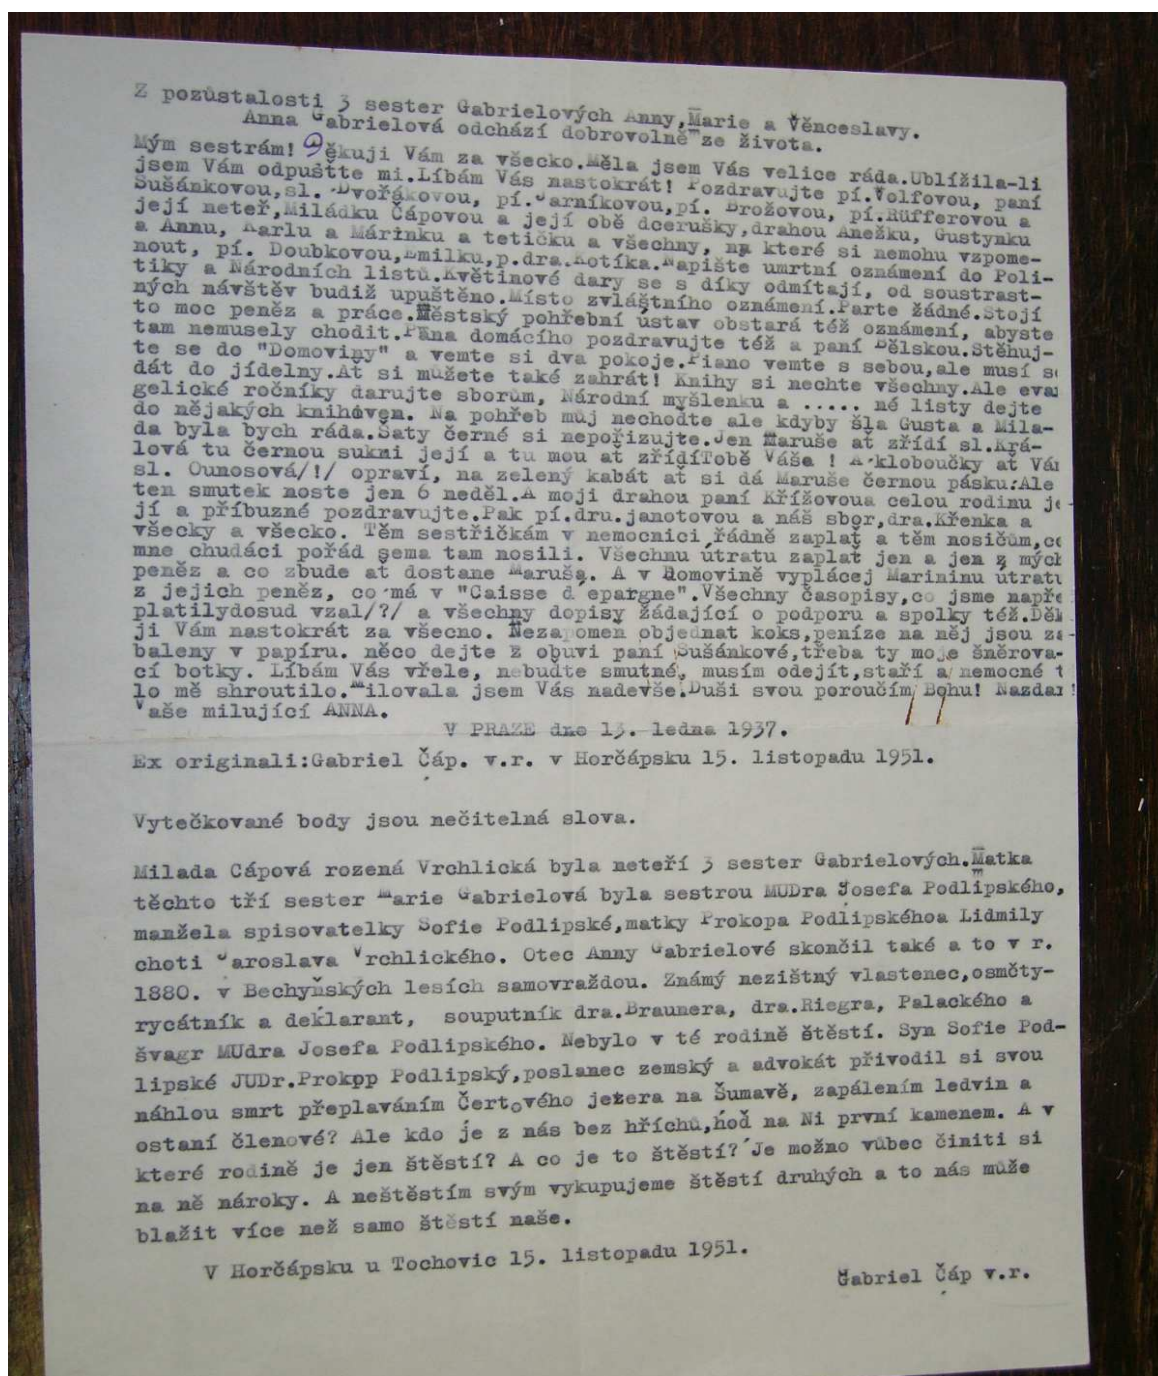 Z pozůstalosti 3 sester Gabrielových Anny, Marie a Věnceslavy.
Anna Gabrielová odchází dobrovolně ze života.
Mým sestrám! Děkuji Vám za všecko.Měla jsem Vás velice ráda.Ublížila-li
jsem Vám odpusťte mi.Líbám Vás nastokrát! Pozdravujte pí.Volfovou, paní
Sušánkovou,sl. Dvořákovou, pí. Jarníkovou,pí. Brožovou, pí.Rüfferovou a
její neteř,Miládku Čápovou a její obě dcerušky,drahou Anežku, Gustynku
a Annu, Karlu a Márinku a tetičku a všechny, na které si nemohu vzpome-
nout, pí. Doubkovou,Emilku,p.dra.Kotíka.Napište umrtní oznámení do Poli-
tiky a Národních listů.Květinové dary se s díky odmítají, od soustrast-
ných návštěv budiž upuštěno.Místo zvláštního oznámení.Parte žádné.Stojí
to moc peněz a práce.Městský pohřební ústav obstará též oznámení, abyste
tam nemusely chodit.Pana domácího pozdravujte též a paní Bělskou.Stěhuj-
te se do "Domoviny" a vemte si dva pokoje.Piano vemte s sebou,ale musí s
dát do jídelny.Ať si můžete také zahrát! Knihy si nechte všechny.Ale evan
gelické ročníky darujte sborům, Národní myšlenku a ..... né listy dejte
do nějakých knihoven. Na pohřeb můj nechoďte ale kdyby šla Gusta a Mila-
da byla bych ráda.Šaty černé si nepořizujte.Jen Maruše ať zřídí sl.Krá-
lová tu černou sukni její a tu mou ať zřídíTobě Váša ! A kloboučky ať Vám
sl. Ounosová/!/ opraví, na zelený kabát ať si dá Maruše černou pásku.Ale
ten smutek noste jen 6 neděl.A moji drahou paní Křížovoua celou rodinu je-
jí a příbuzné pozdravujte.Pak pí.dru.janotovou a náš sbor,dra.Křenka a
všecky a všecko. Těm sestřičkám v nemocnici řádně zaplať a těm nosičům,co
mne chudáci pořád sema tam nosili. Všechnu útratu zaplať jen a jen z mých
peněz a co zbude ať dostane Maruša. A v Domovině vyplácej Marininu útratu
z jejich peněz, co má v "Caisse d'epargne".Všechny časopisy,co jsme napře
platilydosud vzal/?/ a všechny dopisy žádající o podporu a spolky též.Děk
ji Vám nastokrát za všecno. Nezapomeň objednat koks,peníze na něj jsou za-
baleny v papíru. něco dejte z obuvi paní Sušánkové,třeba ty moje šněrova-
cí botky. Líbám Vás vřele, nebuďte smutné, musím odejít,staří a nemocné t
lo mě shroutilo. Milovala jsem Vás nadevše.Duši svou poroučím Bohu! Nazdar!
Vaše milující ANNA.
V PRAZE dne 13. ledna 1937.
Ex originali:Gabriel Čáp. v.r. v Horčápsku 15. listopadu 1951.
Vytečkované body jsou nečitelná slova.
Milada Cápová rozená Vrchlická byla neteří 3 sester Gabrielových.Matka
těchto tří sester Marie Gabrielová byla sestrou MUDra Josefa Podlipského,
manžela spisovatelky Sofie Podlipské,matky Prokopa Podlipskéhoa Lidmily
choti Jaroslava Vrchlického. Otec Anny Gabrielové skončil také a to v r.
1880. v Bechyňských lesích samovraždou. Známý nezištný vlastenec,osmčty-
rycátník a deklarant, souputník dra.Braunera, dra.Riegra, Palackého a
švagr MUdra Josefa Podlipského. Nebylo v té rodině štěstí. Syn Sofie Pod-
lipské JUDr.Prokop Podlipský,poslanec zemský a advokát přivodil si svou
náhlou smrt přeplaváním Čertového jezera na Šumavě, zapálením ledvin a
ostaní členové? Ale kdo je z nás bez hříchů,hoď na Ni první kamenem. A v
které rodině je jen štěstí? A co je to štěstí? Je možno vůbec činiti si
na ně nároky. A neštěstím svým vykupujeme štěstí druhých a to nás může
blažit více než samo štěstí naše.
V Horčápsku u Tochovic 15. listopadu 1951.
Gabriel Čáp v.r.